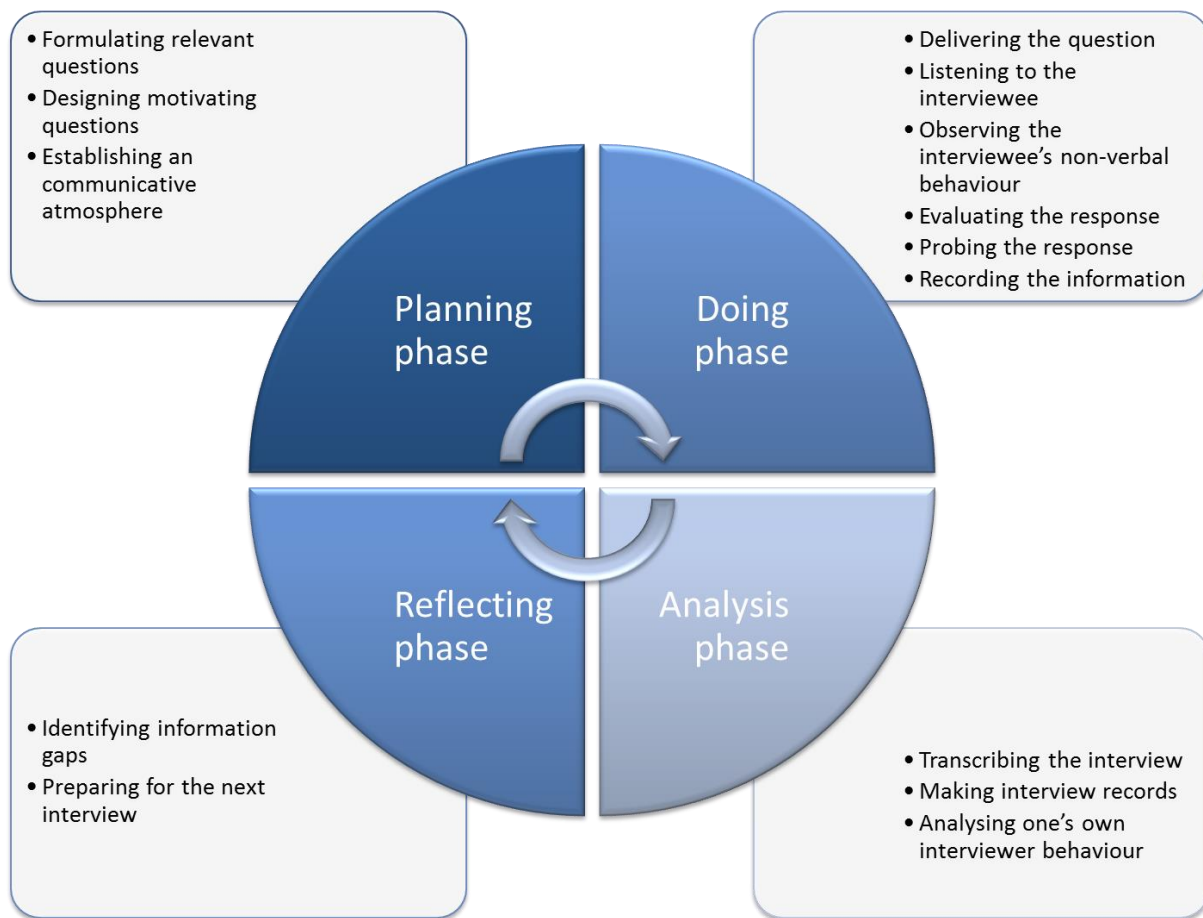 • Formulating relevant
questions
• Designing motivating
questions
• Establishing an
communicative
atmosphere
• Delivering the question
• Listening to the
interviewee
• Observing the
interviewee’s non-verbal
behaviour
• Evaluating the response
• Probing the response
• Recording the information
Planning
phase
Doing
phase
Reflecting
phase
Analysis
phase
• Identifying information
gaps
• Preparing for the next
interview
• Transcribing the interview
• Making interview records
• Analysing one’s own
interviewer behaviour